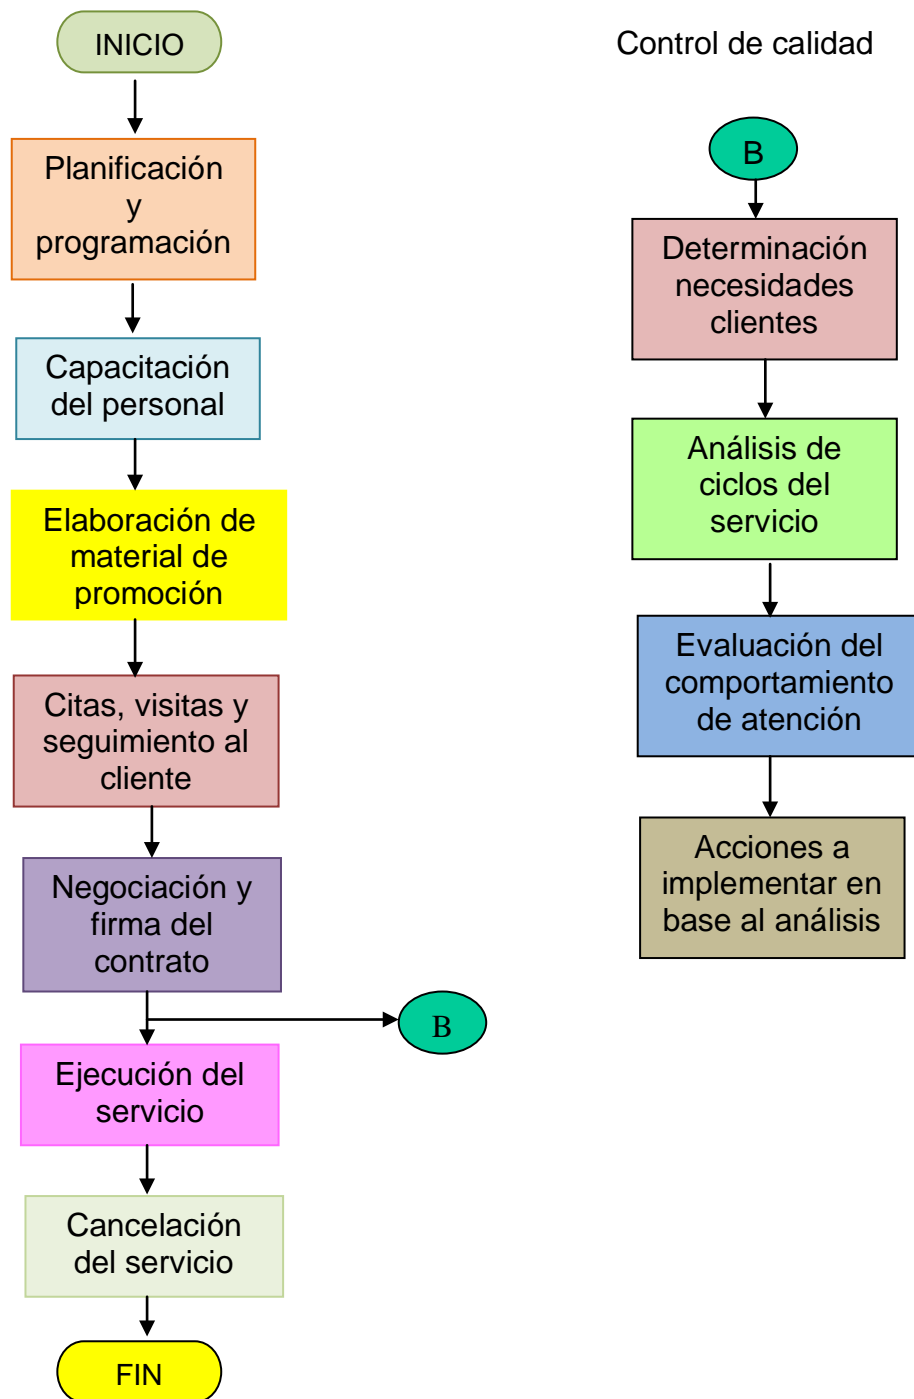 INICIO
Planificación
y
programación
Capacitación
del personal
Elaboración de
material de
promoción
Citas, visitas y
seguimiento al
cliente
Negociación y
firma del
contrato
B
Ejecución del
servicio
Cancelación
del servicio
FIN
Control de calidad
B
Determinación
necesidades
clientes
Análisis de
ciclos del
servicio
Evaluación del
comportamiento
de atención
Acciones a
implementar en
base al análisis